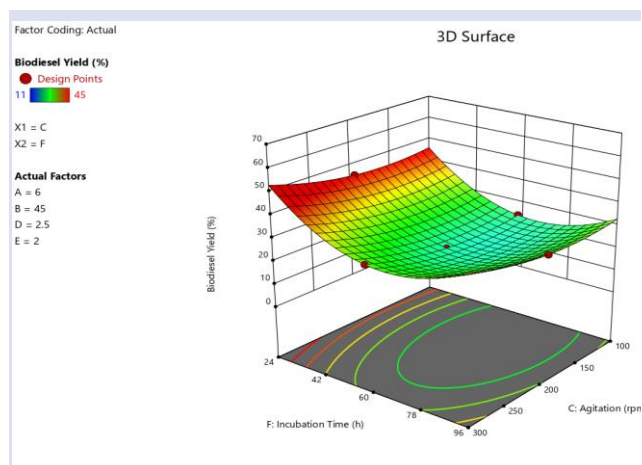 Factor Coding: Actual
3D Surface
Biodiesel Yield (%)
Design Points
11 45
X1 = C
X2 = F
Actual Factors
A = 6
B = 45
D = 2.5
E = 2
Biodiesel Yield (%)
70
60
50
40
30
20
10
0
24
42
60
78
96
F: Incubation Time (h)
100
150
200
250
300
C: Agitation (rpm